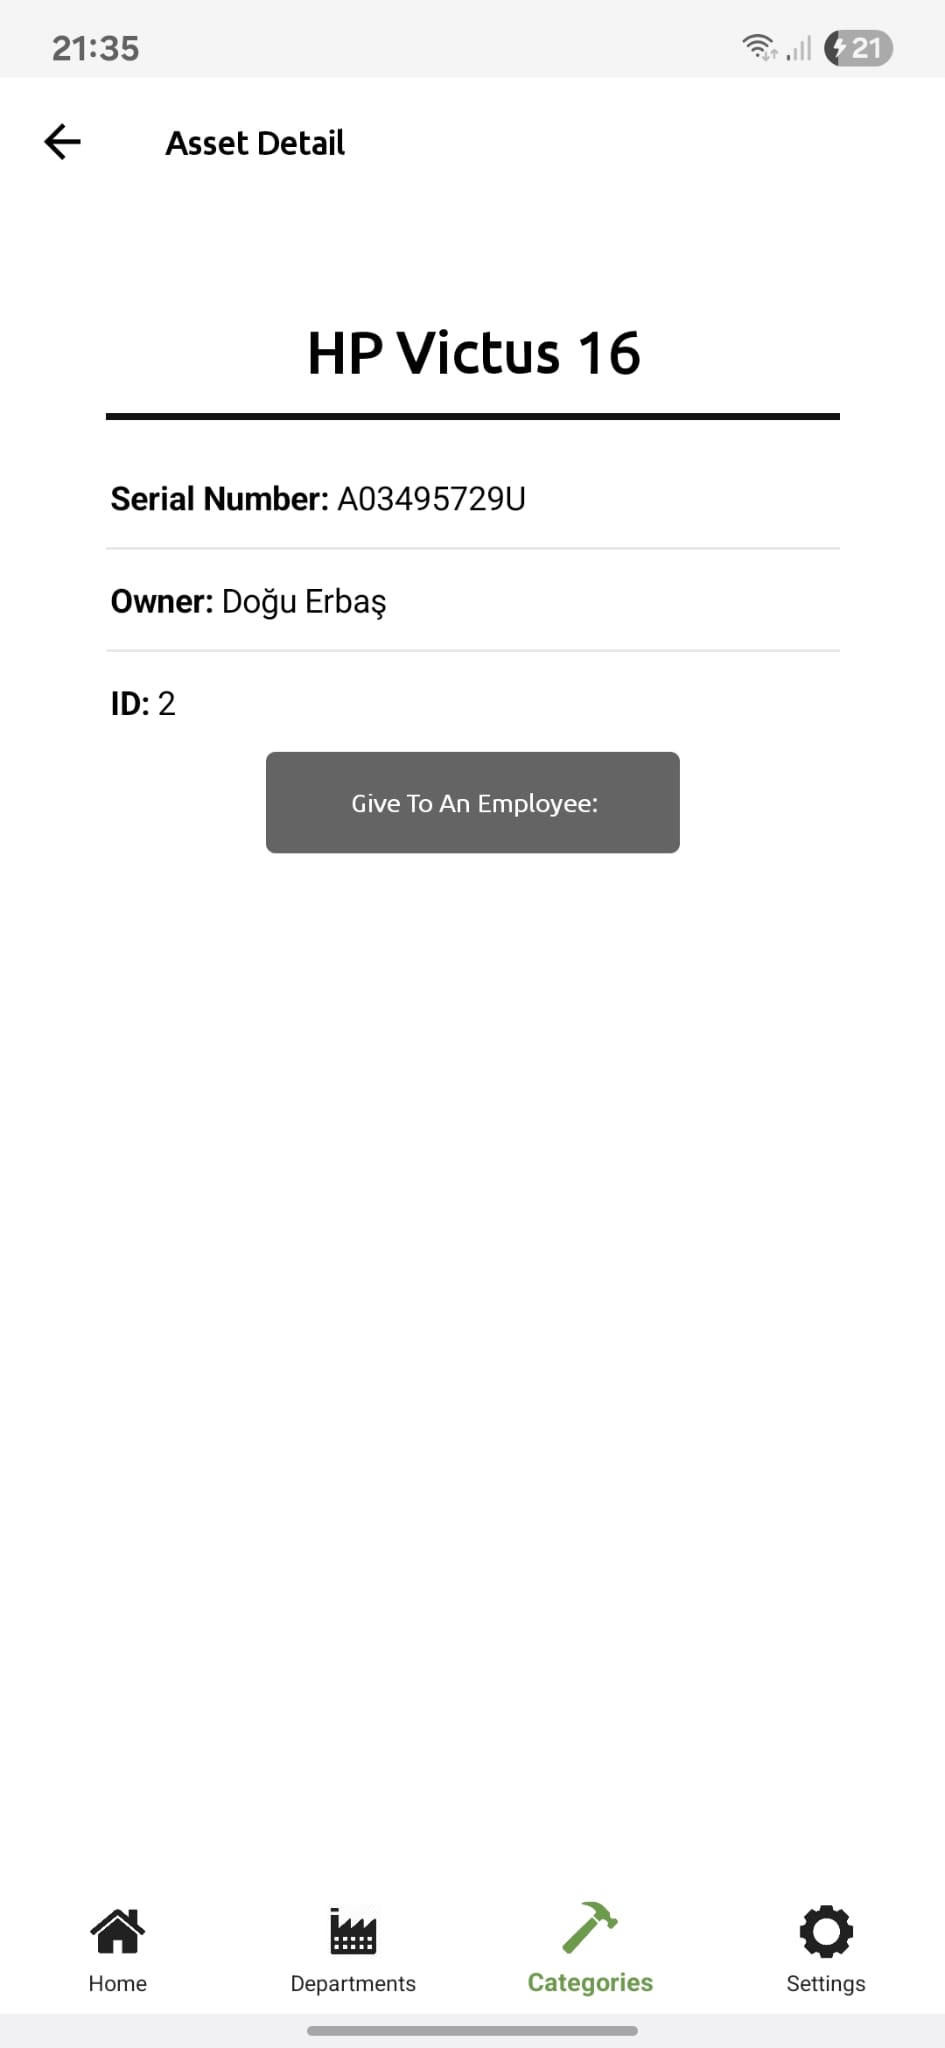 21:35
21
Asset Detail
HP Victus 16
Serial Number: A03495729U
Owner: Doğu Erbaş
ID: 2
Give To An Employee:
Home
Departments
Categories
Settings